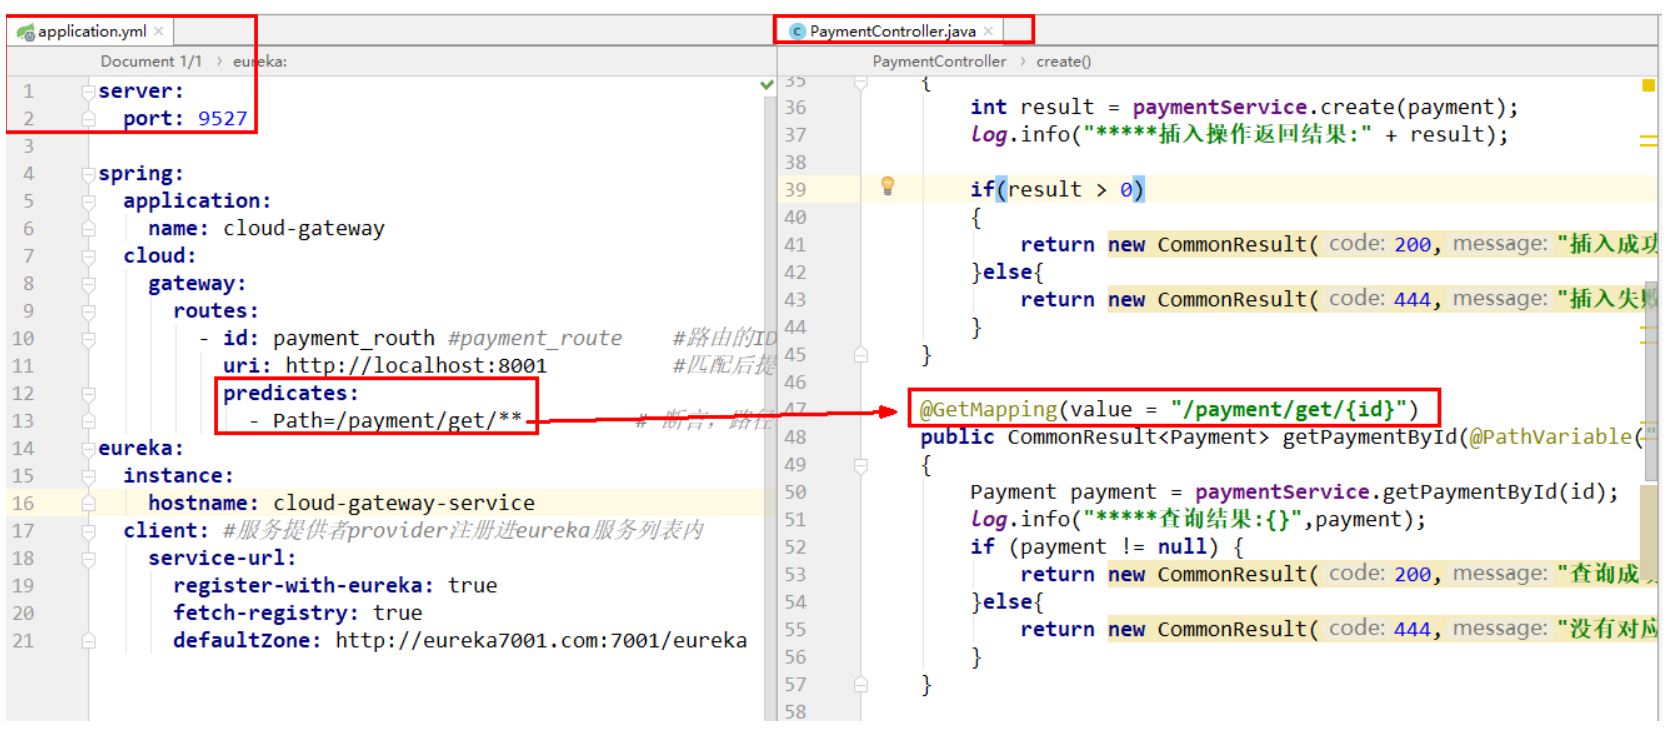 application.yml
Document 1/1 › eureka:
1 server:
2 port: 9527
3
4 spring:
5 application:
6 name: cloud-gateway
7 cloud:
8 gateway:
9 routes:
10 - id: payment_routh #payment_route #路由的ID
11 uri: http://localhost:8001 #匹配后提
12 predicates:
13 - Path=/payment/get/** # 断言，路径
14 eureka:
15 instance:
16 hostname: cloud-gateway-service
17 client: #服务提供者provider注册进eureka服务列表内
18 service-url:
19 register-with-eureka: true
20 fetch-registry: true
21 defaultZone: http://eureka7001.com:7001/eureka
PaymentController.java
PaymentController › create()
35 {
36 int result = paymentService.create(payment);
37 log.info("*****插入操作返回结果:" + result);
38
39 if(result > 0)
40 {
41 return new CommonResult( code: 200, message: "插入成功
42 }else{
43 return new CommonResult( code: 444, message: "插入失败
44 }
45 }
46
47 @GetMapping(value = "/payment/get/{id}")
48 public CommonResult<Payment> getPaymentById(@PathVariable("
49 {
50 Payment payment = paymentService.getPaymentById(id);
51 log.info("*****查询结果:{}",payment);
52 if (payment != null) {
53 return new CommonResult( code: 200, message: "查询成
54 }else{
55 return new CommonResult( code: 444, message: "没有对应
56 }
57 }
58